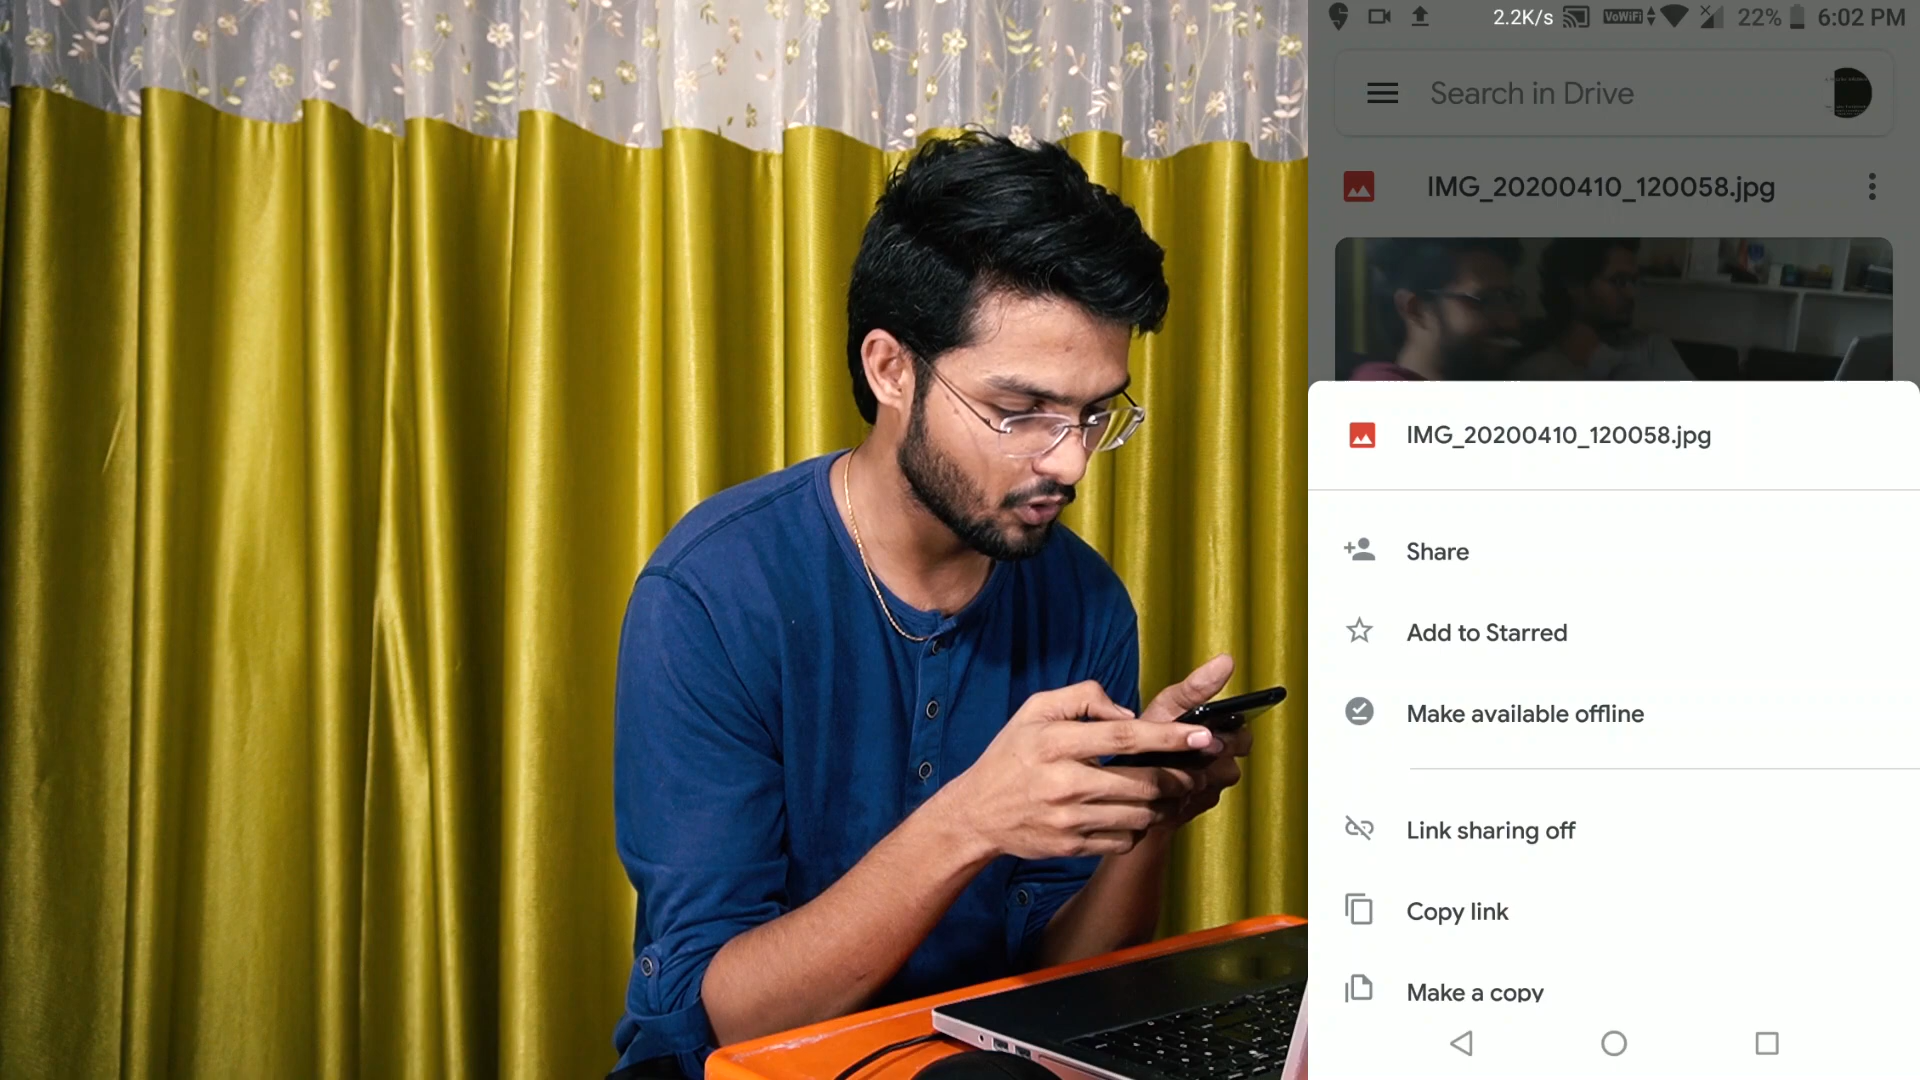 2.2K/s VoWiFi 22% 6:02 PM
Search in Drive
IMG_20200410_120058.jpg
IMG_20200410_120058.jpg
Share
Add to Starred
Make available offline
Link sharing off
Copy link
Make a copy